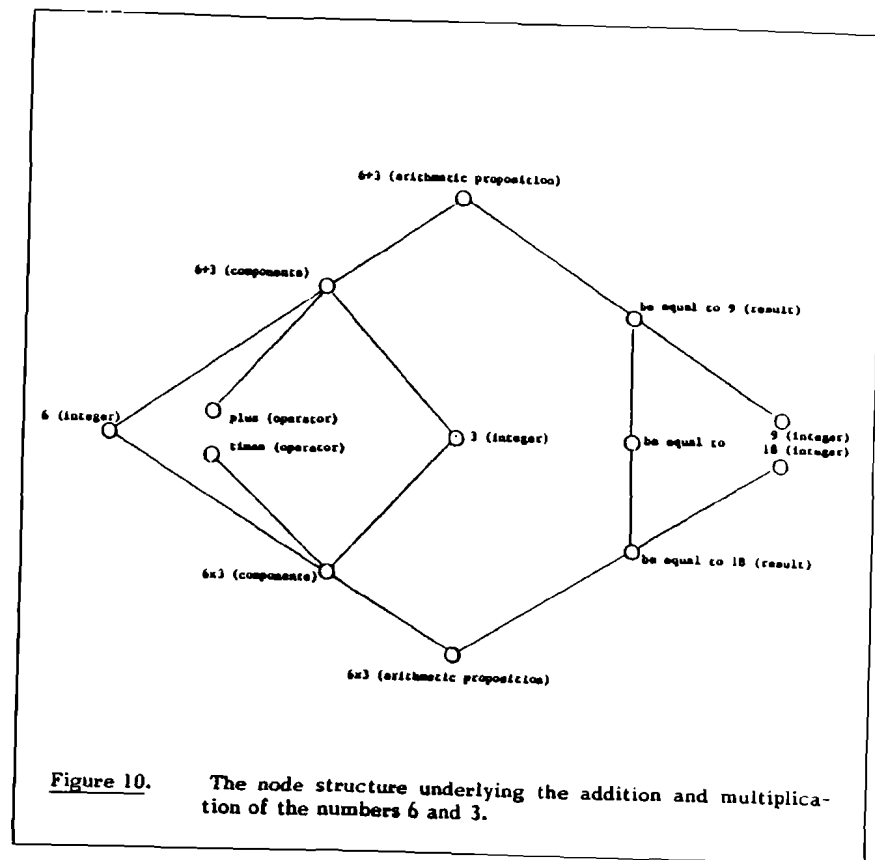 6+3 (arithmetic proposition)
6+3 (components)
be equal to 9 (result)
6 (integer)
plus (operator)
times (operator)
3 (integer)
be equal to
9 (integer)
18 (integer)
6x3 (components)
be equal to 18 (result)
6x3 (arithmetic proposition)
Figure 10. The node structure underlying the addition and multiplica-
tion of the numbers 6 and 3.